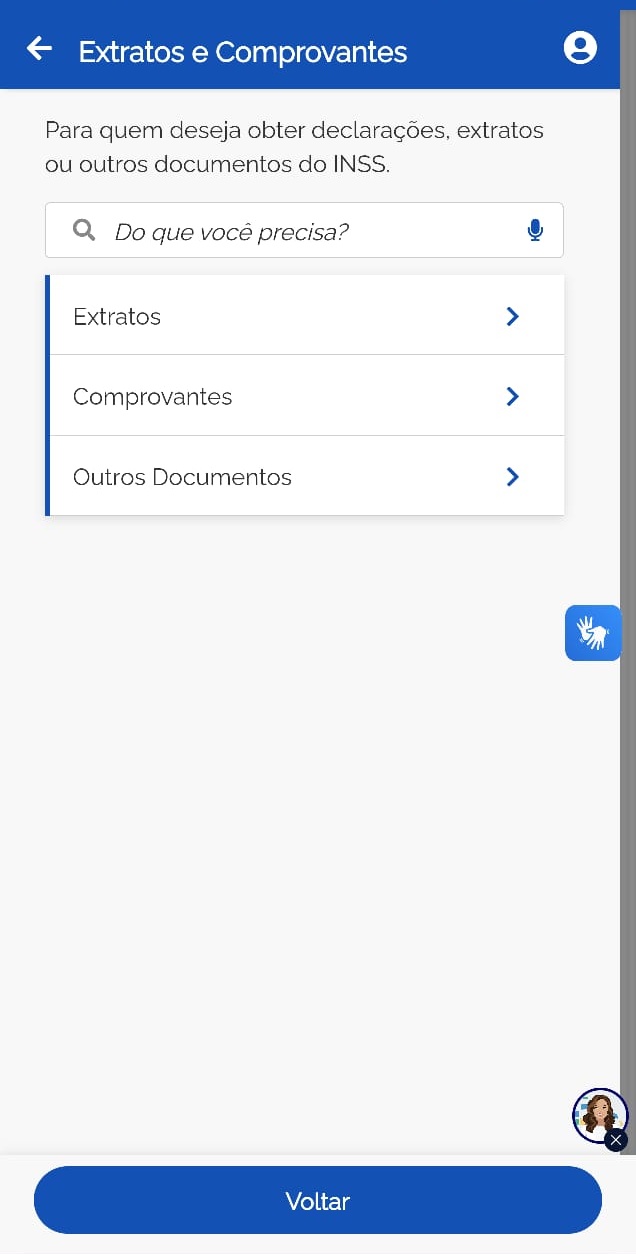 Extratos e Comprovantes
Para quem deseja obter declarações, extratos
ou outros documentos do INSS.
Do que você precisa?
Extratos
Comprovantes
Outros Documentos
Voltar